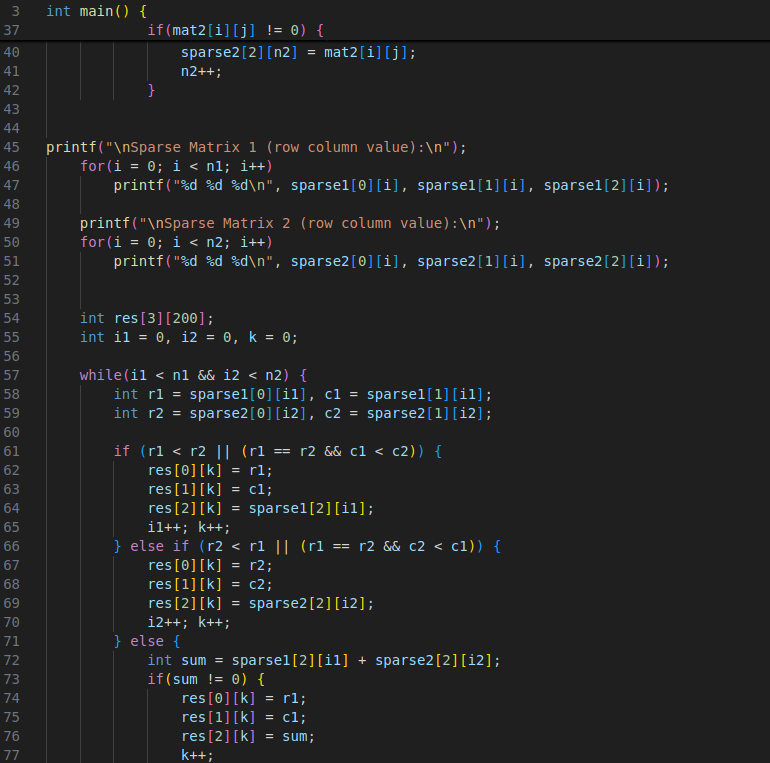 3 int main() {
37 if(mat2[i][j] != 0) {
40 sparse2[2][n2] = mat2[i][j];
41 n2++;
42 }
43
44
45 printf("\nSparse Matrix 1 (row column value):\n");
46 for(i = 0; i < n1; i++)
47 printf("%d %d %d\n", sparse1[0][i], sparse1[1][i], sparse1[2][i]);
48
49 printf("\nSparse Matrix 2 (row column value):\n");
50 for(i = 0; i < n2; i++)
51 printf("%d %d %d\n", sparse2[0][i], sparse2[1][i], sparse2[2][i]);
52
53
54 int res[3][200];
55 int i1 = 0, i2 = 0, k = 0;
56
57 while(i1 < n1 && i2 < n2) {
58 int r1 = sparse1[0][i1], c1 = sparse1[1][i1];
59 int r2 = sparse2[0][i2], c2 = sparse2[1][i2];
60
61 if (r1 < r2 || (r1 == r2 && c1 < c2)) {
62 res[0][k] = r1;
63 res[1][k] = c1;
64 res[2][k] = sparse1[2][i1];
65 i1++; k++;
66 } else if (r2 < r1 || (r1 == r2 && c2 < c1)) {
67 res[0][k] = r2;
68 res[1][k] = c2;
69 res[2][k] = sparse2[2][i2];
70 i2++; k++;
71 } else {
72 int sum = sparse1[2][i1] + sparse2[2][i2];
73 if(sum != 0) {
74 res[0][k] = r1;
75 res[1][k] = c1;
76 res[2][k] = sum;
77 k++;